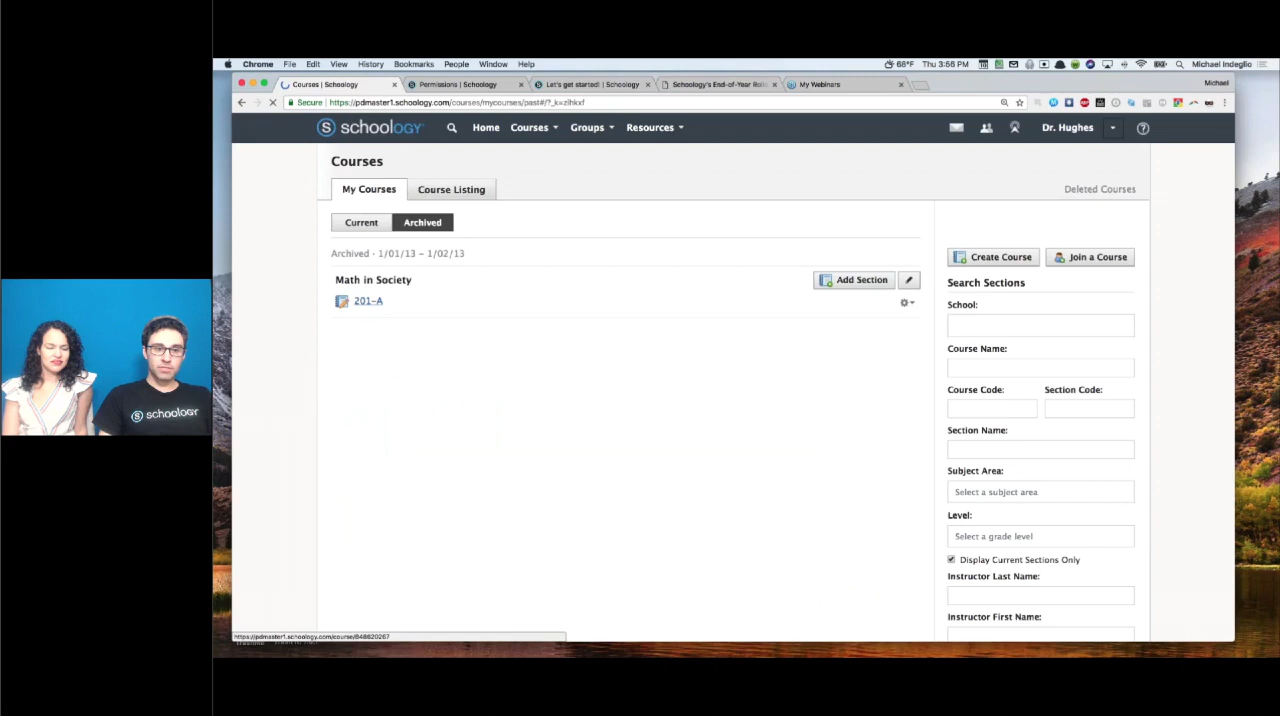 Chrome File Edit View History Bookmarks People Window Help 68°F Thu 3:56 PM Michael Indeglio
Courses | Schoology Permissions | Schoology Let's get started! | Schoology Schoology's End-of-Year Roll My Webinars Michael
Secure https://pdmaster1.schoology.com/courses/mycourses/past#/?_k=zlhkxf
S schoology Home Courses Groups Resources Dr. Hughes
Courses
My Courses Course Listing Deleted Courses
Current Archived
Archived · 1/01/13 – 1/02/13
Math in Society Add Section
201-A
Create Course Join a Course
Search Sections
School:
Course Name:
Course Code: Section Code:
Section Name:
Subject Area:
Select a subject area
Level:
Select a grade level
Display Current Sections Only
Instructor Last Name:
Instructor First Name:
https://pdmaster1.schoology.com/course/848620267
S schoology